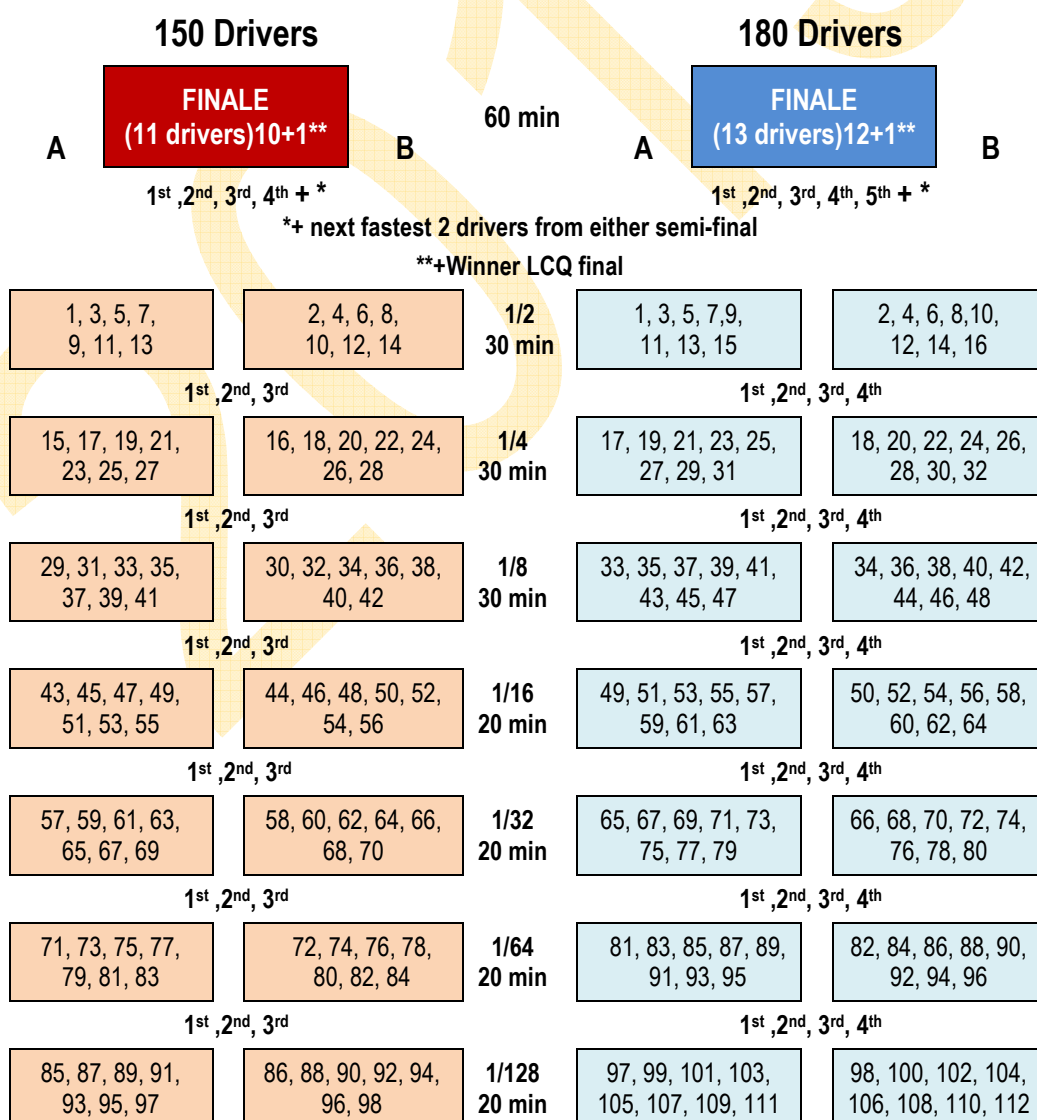 150 Drivers
180 Drivers
FINALE
(11 drivers)10+1**
A
B
60 min
FINALE
(13 drivers)12+1**
A
B
1st ,2nd, 3rd, 4th + *
1st ,2nd, 3rd, 4th, 5th + *
*+ next fastest 2 drivers from either semi-final
**+Winner LCQ final
1, 3, 5, 7,
9, 11, 13
2, 4, 6, 8,
10, 12, 14
1/2
30 min
1, 3, 5, 7,9,
11, 13, 15
2, 4, 6, 8,10,
12, 14, 16
1st ,2nd, 3rd
1st ,2nd, 3rd, 4th
15, 17, 19, 21,
23, 25, 27
16, 18, 20, 22, 24,
26, 28
1/4
30 min
17, 19, 21, 23, 25,
27, 29, 31
18, 20, 22, 24, 26,
28, 30, 32
1st ,2nd, 3rd
1st ,2nd, 3rd, 4th
29, 31, 33, 35,
37, 39, 41
30, 32, 34, 36, 38,
40, 42
1/8
30 min
33, 35, 37, 39, 41,
43, 45, 47
34, 36, 38, 40, 42,
44, 46, 48
1st ,2nd, 3rd
1st ,2nd, 3rd, 4th
43, 45, 47, 49,
51, 53, 55
44, 46, 48, 50, 52,
54, 56
1/16
20 min
49, 51, 53, 55, 57,
59, 61, 63
50, 52, 54, 56, 58,
60, 62, 64
1st ,2nd, 3rd
1st ,2nd, 3rd, 4th
57, 59, 61, 63,
65, 67, 69
58, 60, 62, 64, 66,
68, 70
1/32
20 min
65, 67, 69, 71, 73,
75, 77, 79
66, 68, 70, 72, 74,
76, 78, 80
1st ,2nd, 3rd
1st ,2nd, 3rd, 4th
71, 73, 75, 77,
79, 81, 83
72, 74, 76, 78,
80, 82, 84
1/64
20 min
81, 83, 85, 87, 89,
91, 93, 95
82, 84, 86, 88, 90,
92, 94, 96
1st ,2nd, 3rd
1st ,2nd, 3rd, 4th
85, 87, 89, 91,
93, 95, 97
86, 88, 90, 92, 94,
96, 98
1/128
20 min
97, 99, 101, 103,
105, 107, 109, 111
98, 100, 102, 104,
106, 108, 110, 112